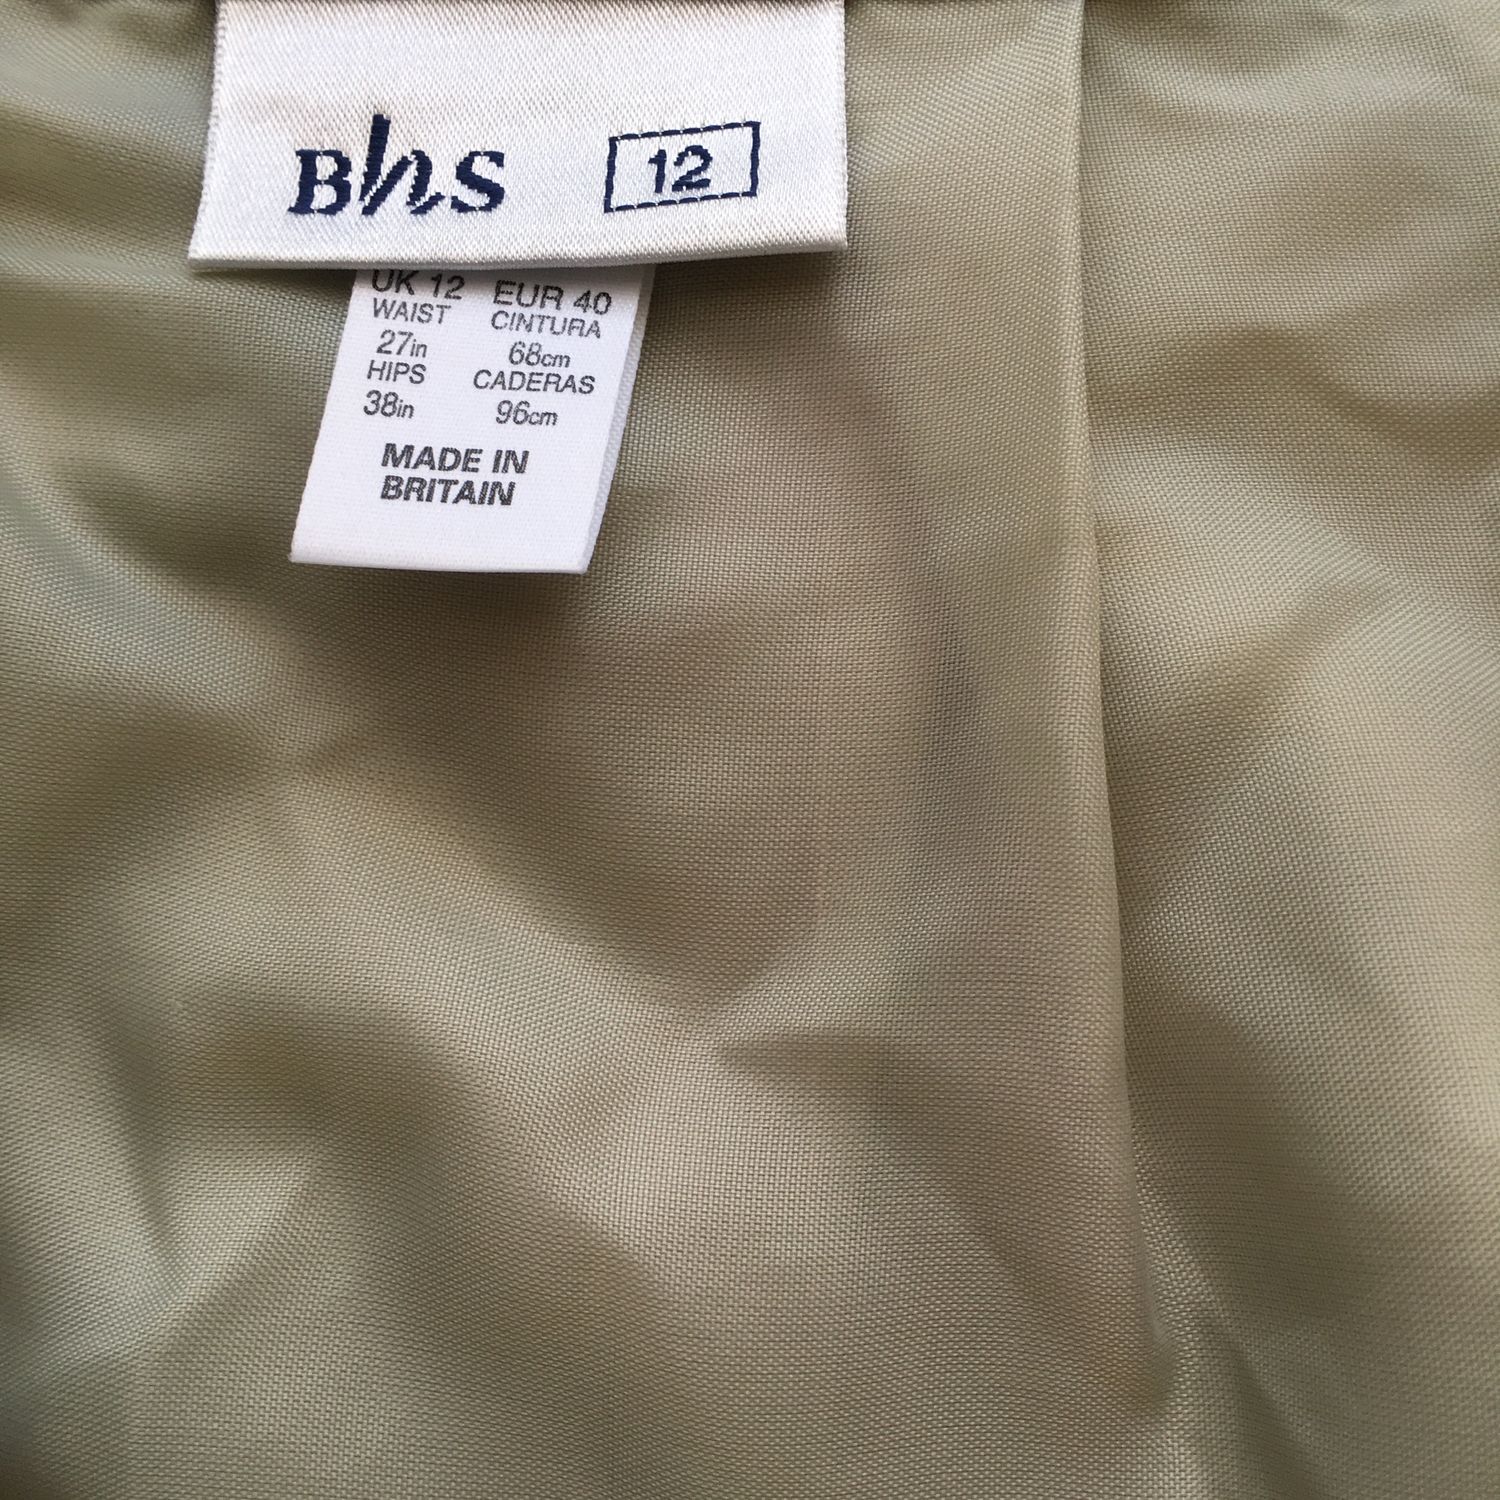 BhS 12
UK 12 EUR 40
WAIST CINTURA
27in 68cm
HIPS CADERAS
38in 96cm
MADE IN
BRITAIN